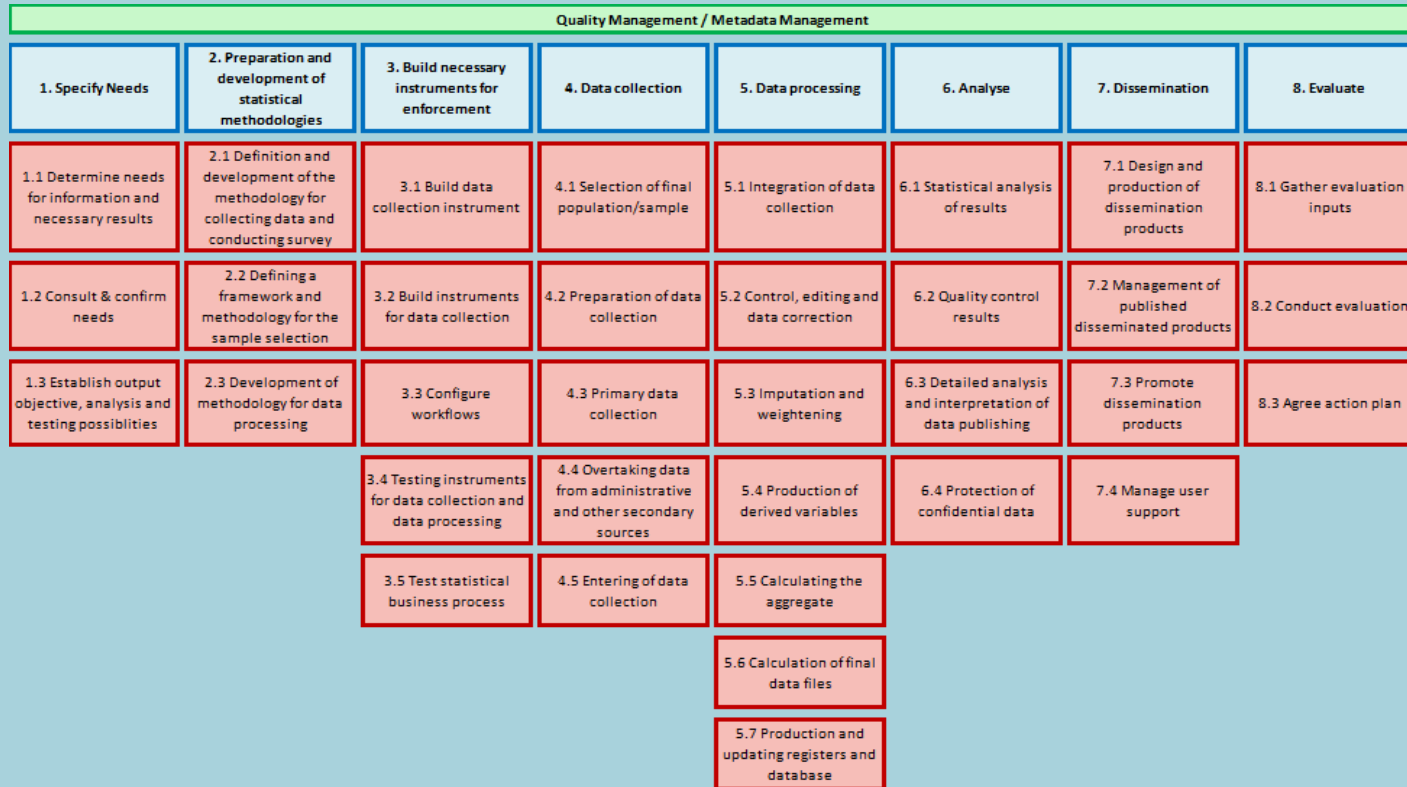 Quality Management / Metadata Management
1. Specify Needs
2. Preparation and
development of
statistical
methodologies
3. Build necessary
instruments for
enforcement
4. Data collection
5. Data processing
6. Analyse
7. Dissemination
8. Evaluate
1.1 Determine needs
for information and
necessary results
2.1 Definition and
development of the
methodology for
collecting data and
conducting survey
3.1 Build data
collection instrument
4.1 Selection of final
population/sample
5.1 Integration of data
collection
6.1 Statistical analysis
of results
7.1 Design and
production of
dissemination
products
8.1 Gather evaluation
inputs
1.2 Consult & confirm
needs
2.2 Defining a
framework and
methodology for the
sample selection
3.2 Build instruments
for data collection
4.2 Preparation of data
collection
5.2 Control, editing and
data correction
6.2 Quality control
results
7.2 Management of
published
disseminated products
8.2 Conduct evaluation
1.3 Establish output
objective, analysis and
testing possiblities
2.3 Development of
methodology for data
processing
3.3 Configure
workflows
4.3 Primary data
collection
5.3 Imputation and
weightening
6.3 Detailed analysis
and interpretation of
data publishing
7.3 Promote
dissemination
products
8.3 Agree action plan
3.4 Testing instruments
for data collection and
data processing
4.4 Overtaking data
from administrative
and other secondary
sources
5.4 Production of
derived variables
6.4 Protection of
confidential data
7.4 Manage user
support
3.5 Test statistical
business process
4.5 Entering of data
collection
5.5 Calculating the
aggregate
5.6 Calculation of final
data files
5.7 Production and
updating registers and
database